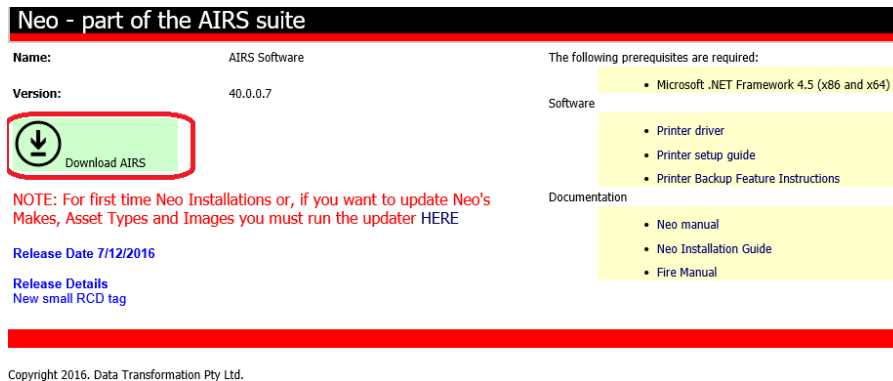 Neo - part of the AIRS suite
Name: AIRS Software
Version: 40.0.0.7
Download AIRS
NOTE: For first time Neo Installations or, if you want to update Neo's
Makes, Asset Types and Images you must run the updater HERE
Release Date 7/12/2016
Release Details
New small RCD tag
The following prerequisites are required:
• Microsoft .NET Framework 4.5 (x86 and x64)
Software
• Printer driver
• Printer setup guide
• Printer Backup Feature Instructions
Documentation
• Neo manual
• Neo Installation Guide
• Fire Manual
Copyright 2016. Data Transformation Pty Ltd.